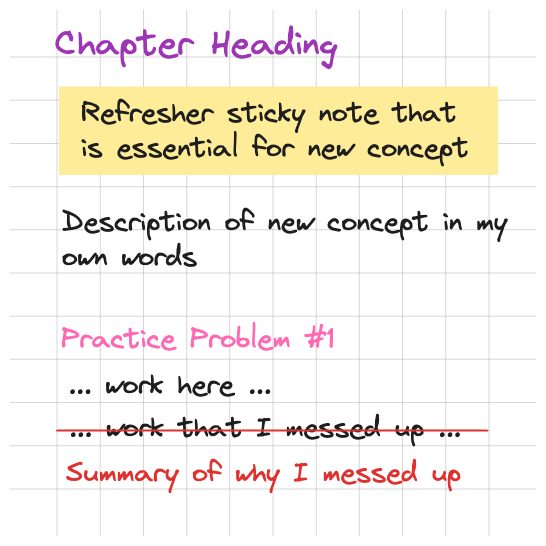 Chapter Heading
Refresher sticky note that
is essential for new concept
Description of new concept in my
own words
Practice Problem #1
... work here ...
... work that I messed up ...
Summary of why I messed up